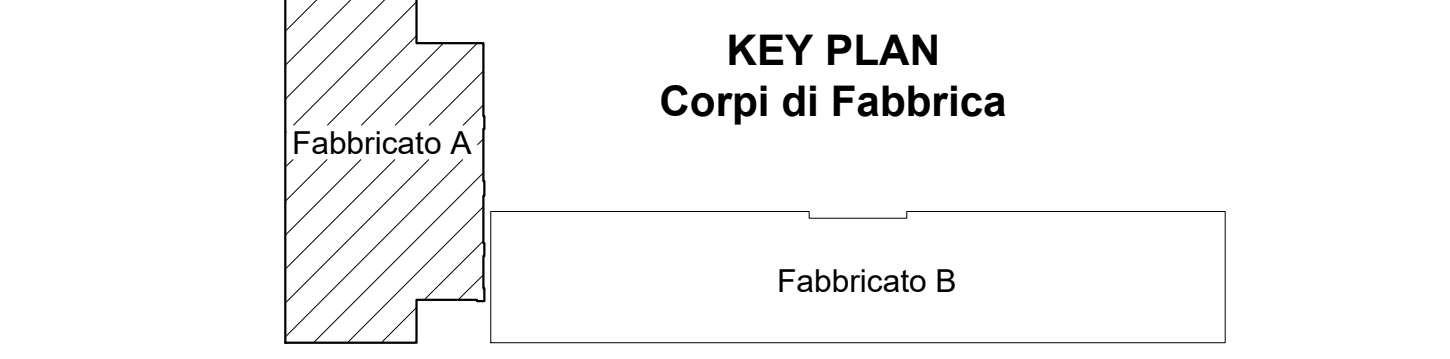 KEY PLAN
Corpi di Fabbrica
Fabbricato A
Fabbricato B